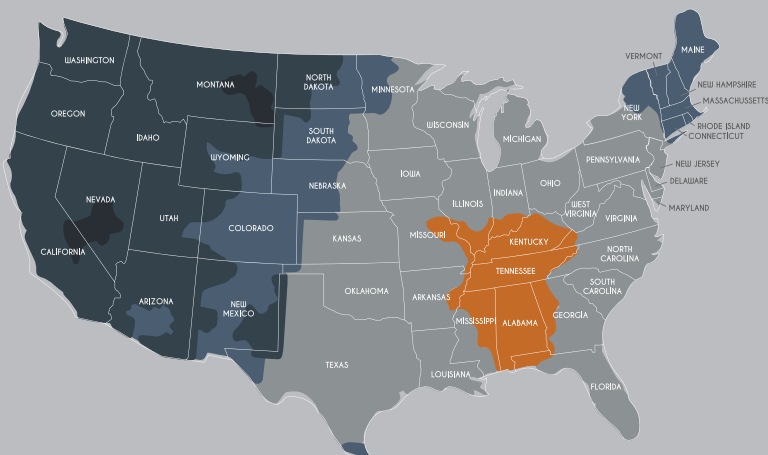 WASHINGTON
MONTANA
NORTH
DAKOTA
MINNESOTA
VERMONT
MAINE
NEW HAMPSHIRE
MASSACHUSETTS
NEW
YORK
RHODE ISLAND
CONNECTICUT
OREGON
IDAHO
WYOMING
SOUTH
DAKOTA
WISCONSIN
MICHIGAN
PENNSYLVANIA
NEW JERSEY
DELAWARE
MARYLAND
NEVADA
UTAH
COLORADO
NEBRASKA
IOWA
ILLINOIS
INDIANA
OHIO
WEST
VIRGINIA
VIRGINIA
CALIFORNIA
KANSAS
MISSOURI
KENTUCKY
NORTH
CAROLINA
ARIZONA
NEW
MEXICO
OKLAHOMA
ARKANSAS
TENNESSEE
SOUTH
CAROLINA
TEXAS
LOUISIANA
MISSISSIPPI
ALABAMA
GEORGIA
FLORIDA